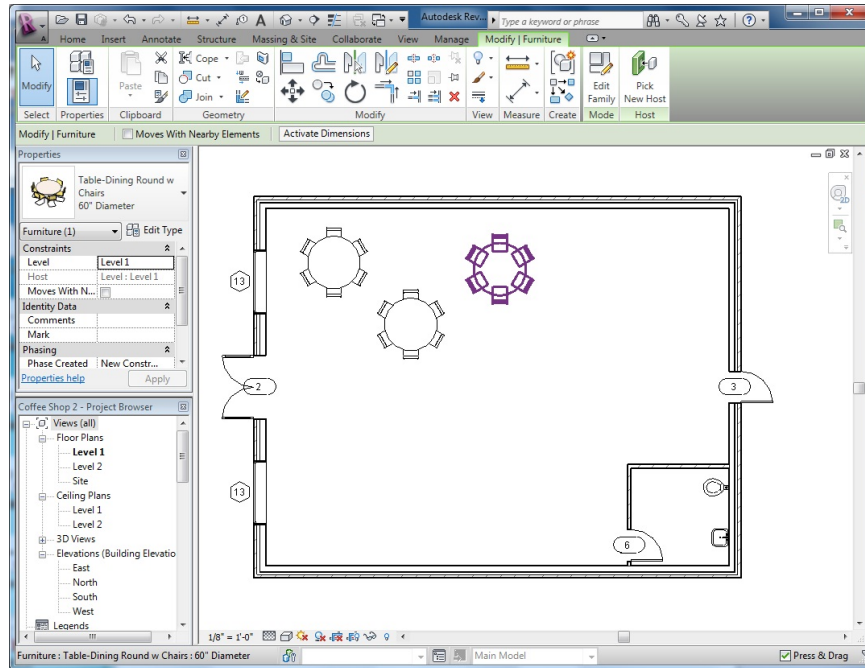 Autodesk Rev...
Type a keyword or phrase
Home Insert Annotate Structure Massing & Site Collaborate View Manage Modify | Furniture
Modify
Paste
Cope
Cut
Join
Edit Family
Pick New Host
Select Properties Clipboard Geometry Modify View Measure Create Mode Host
Modify | Furniture Moves With Nearby Elements Activate Dimensions
Properties
Table-Dining Round w
Chairs
60" Diameter
Furniture (1) Edit Type
Constraints
Level Level 1
Host Level : Level 1
Moves With N...
Identity Data
Comments
Mark
Phasing
Phase Created New Constr...
Properties help Apply
Coffee Shop 2 - Project Browser
Views (all)
Floor Plans
Level 1
Level 2
Site
Ceiling Plans
Level 1
Level 2
3D Views
Elevations (Building Elevatio
East
North
South
West
Legends
13
2
3
13
6
2D
1/8" = 1'-0"
Furniture : Table-Dining Round w Chairs : 60" Diameter
Main Model
Press & Drag